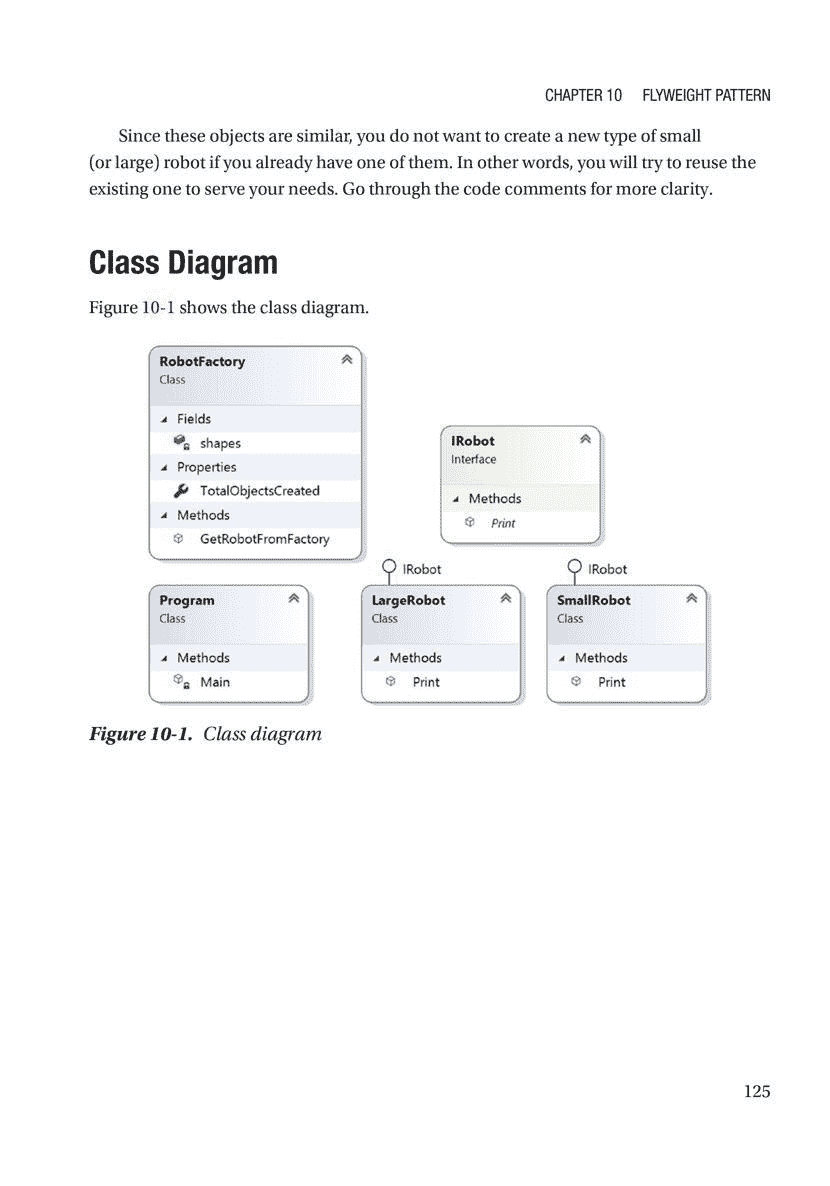 CHAPTER 10 FLYWEIGHT PATTERN
Since these objects are similar, you do not want to create a new type of small
(or large) robot if you already have one of them. In other words, you will try to reuse the
existing one to serve your needs. Go through the code comments for more clarity.
Class Diagram
Figure 10-1 shows the class diagram.
RobotFactory
Class
Fields
shapes
Properties
TotalObjectsCreated
Methods
GetRobotFromFactory
IRobot
Interface
Methods
Print
Program
Class
Methods
Main
IRobot
LargeRobot
Class
Methods
Print
IRobot
SmallRobot
Class
Methods
Print
Figure 10-1. Class diagram
125